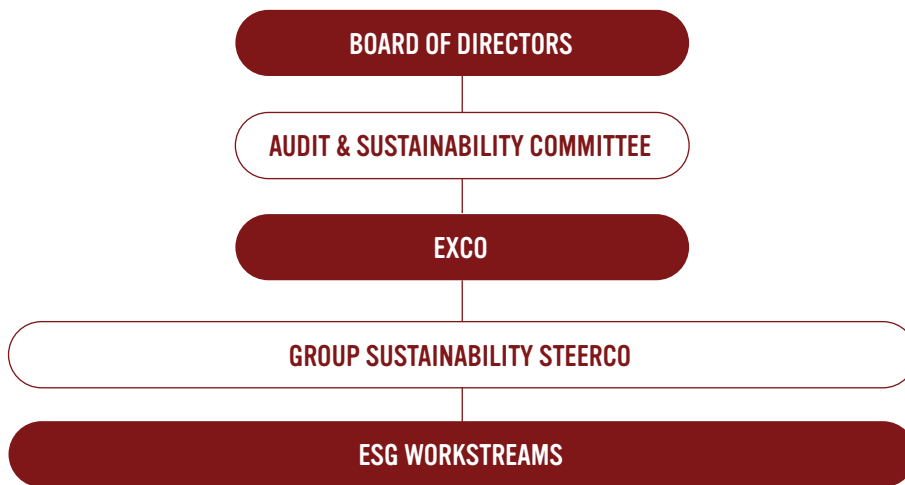 BOARD OF DIRECTORS
AUDIT & SUSTAINABILITY COMMITTEE
EXCO
GROUP SUSTAINABILITY STEERCO
ESG WORKSTREAMS